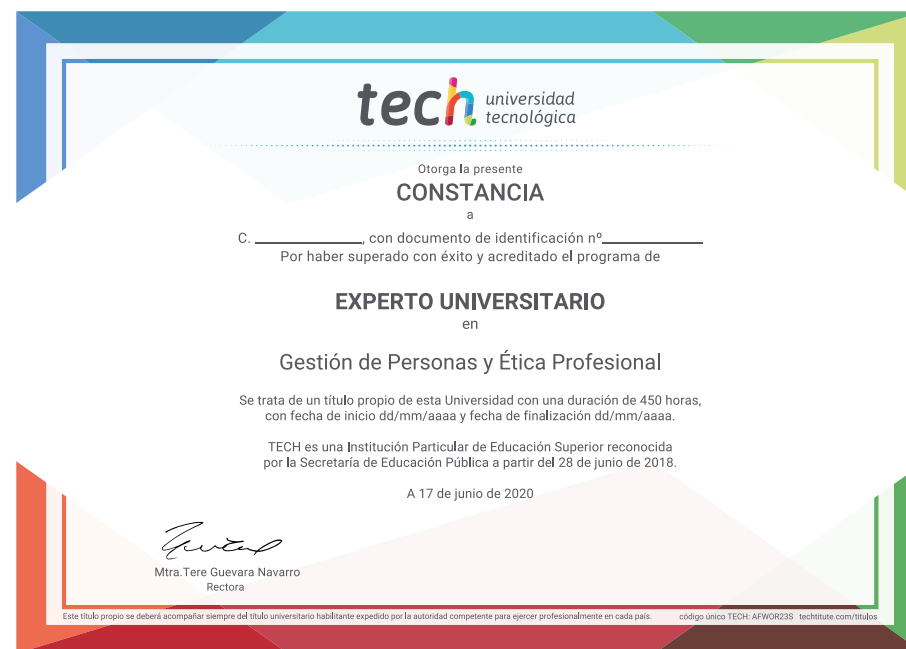 tech universidad
tecnológica
Otorga la presente
CONSTANCIA
a
C. ____________, con documento de identificación nº____________
Por haber superado con éxito y acreditado el programa de
EXPERTO UNIVERSITARIO
en
Gestión de Personas y Ética Profesional
Se trata de un título propio de esta Universidad con una duración de 450 horas,
con fecha de inicio dd/mm/aaaa y fecha de finalización dd/mm/aaaa.
TECH es una Institución Particular de Educación Superior reconocida
por la Secretaría de Educación Pública a partir del 28 de junio de 2018.
A 17 de junio de 2020
Mtra.Tere Guevara Navarro
Rectora
Este título propio se deberá acompañar siempre del título universitario habilitante expedido por la autoridad competente para ejercer profesionalmente en cada país. código único TECH: AFWOR23S techtitute.com/titulos